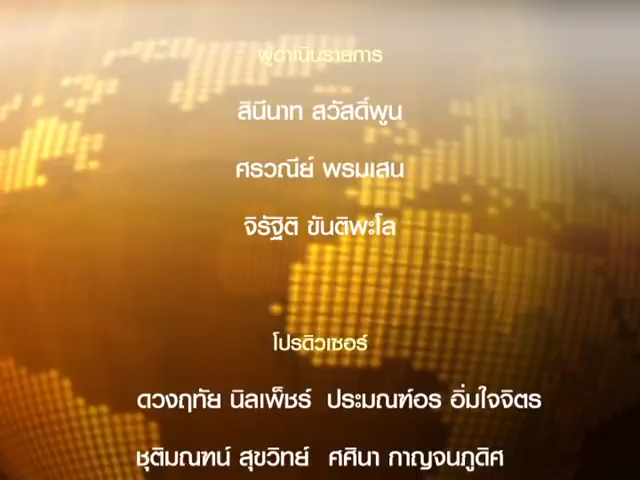 ผู้ดำเนินรายการ
สินีนาท สวัสดิ์พูน
ศรวณีย์ พรมเสน
จิรัฐิติ ขันติพะโล
โปรดิวเซอร์
ดวงฤทัย นิลเพ็ชร์ ประมณฑ์อร อิ่มใจจิตร
ชุติมณฑน์ สุขวิทย์ ศศินา กาญจนภูดิศ